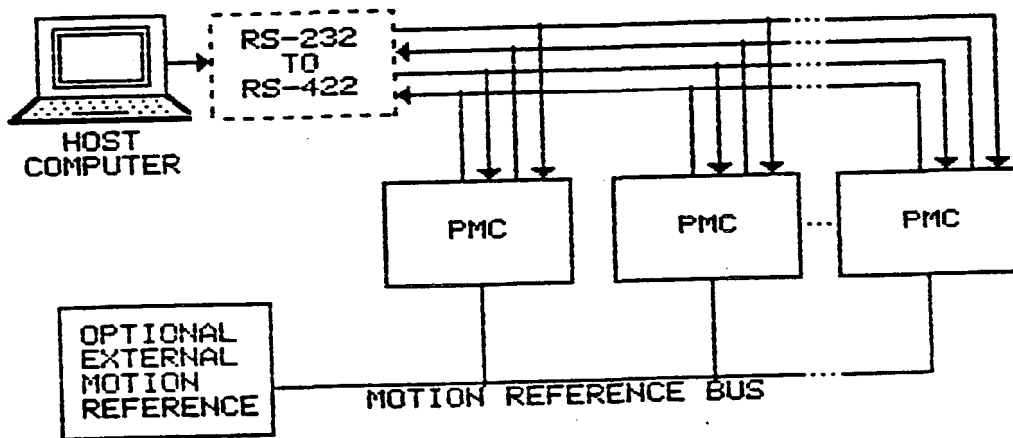 RS-232
TO
RS-422
HOST
COMPUTER
PMC
PMC
PMC
OPTIONAL
EXTERNAL
MOTION
REFERENCE
MOTION REFERENCE BUS